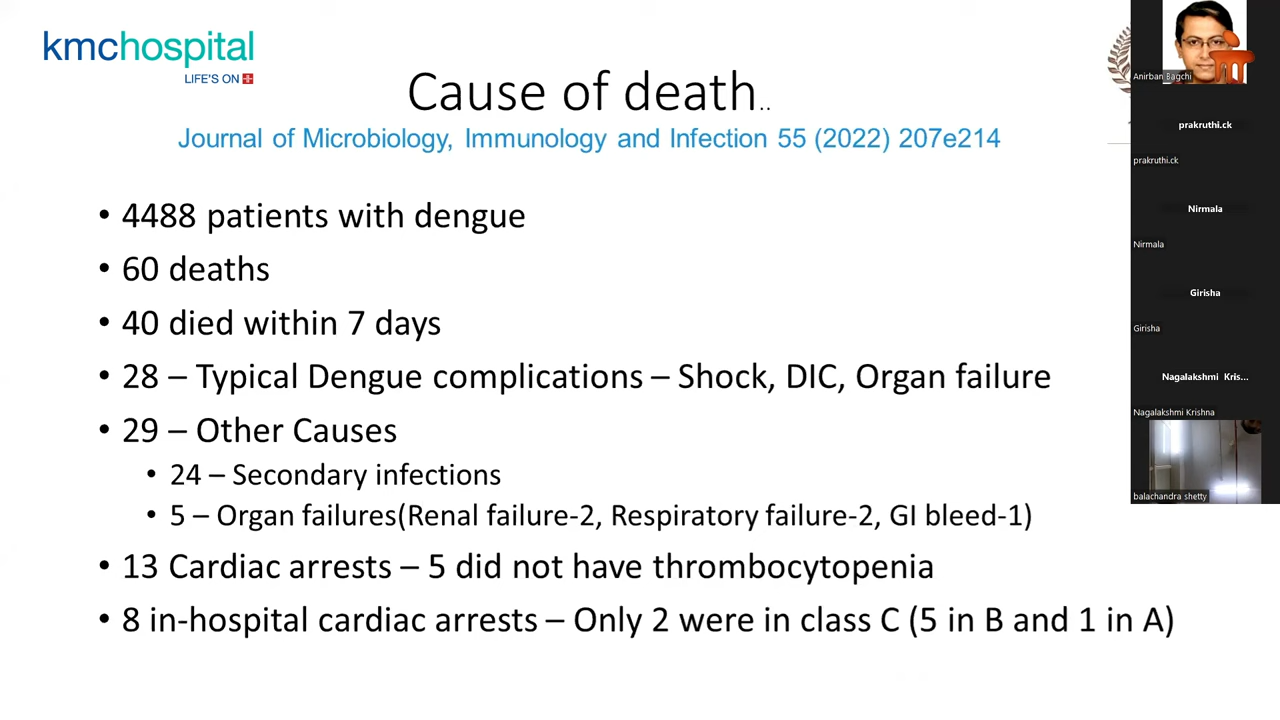 kmchospital
LIFE'S ON
Cause of death..
Journal of Microbiology, Immunology and Infection 55 (2022) 207e214
• 4488 patients with dengue
• 60 deaths
• 40 died within 7 days
• 28 – Typical Dengue complications – Shock, DIC, Organ failure
• 29 – Other Causes
• 24 – Secondary infections
• 5 – Organ failures(Renal failure-2, Respiratory failure-2, GI bleed-1)
• 13 Cardiac arrests – 5 did not have thrombocytopenia
• 8 in-hospital cardiac arrests – Only 2 were in class C (5 in B and 1 in A)
Anirban Bagchi
prakruthi.ck
prakruthi.ck
Nirmala
Nirmala
Girisha
Girisha
Nagalakshmi Kris...
Nagalakshmi Krishna
balachandra shetty